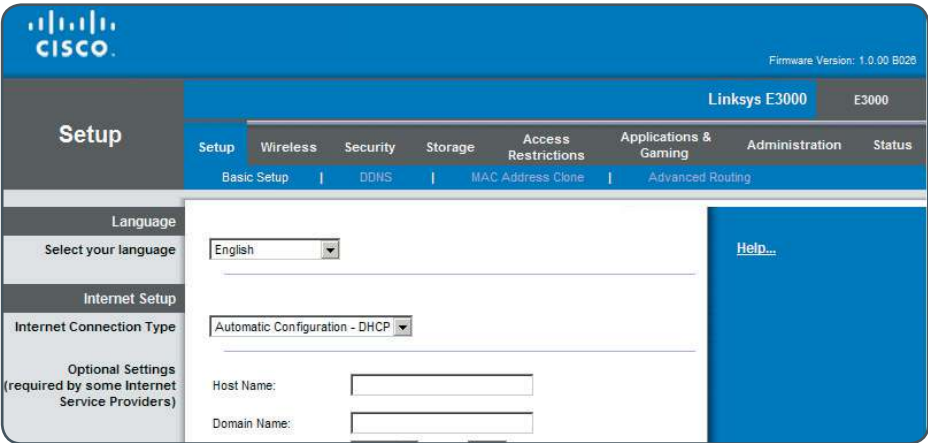 CISCO.
Firmware Version: 1.0.00 B026
Linksys E3000
E3000
Setup
Setup
Wireless
Security
Storage
Access
Restrictions
Applications &
Gaming
Administration
Status
Basic Setup | DDNS | MAC Address Clone | Advanced Routing
Language
Select your language
English
Help...
Internet Setup
Internet Connection Type
Automatic Configuration - DHCP
Optional Settings
(required by some Internet
Service Providers)
Host Name:
Domain Name: